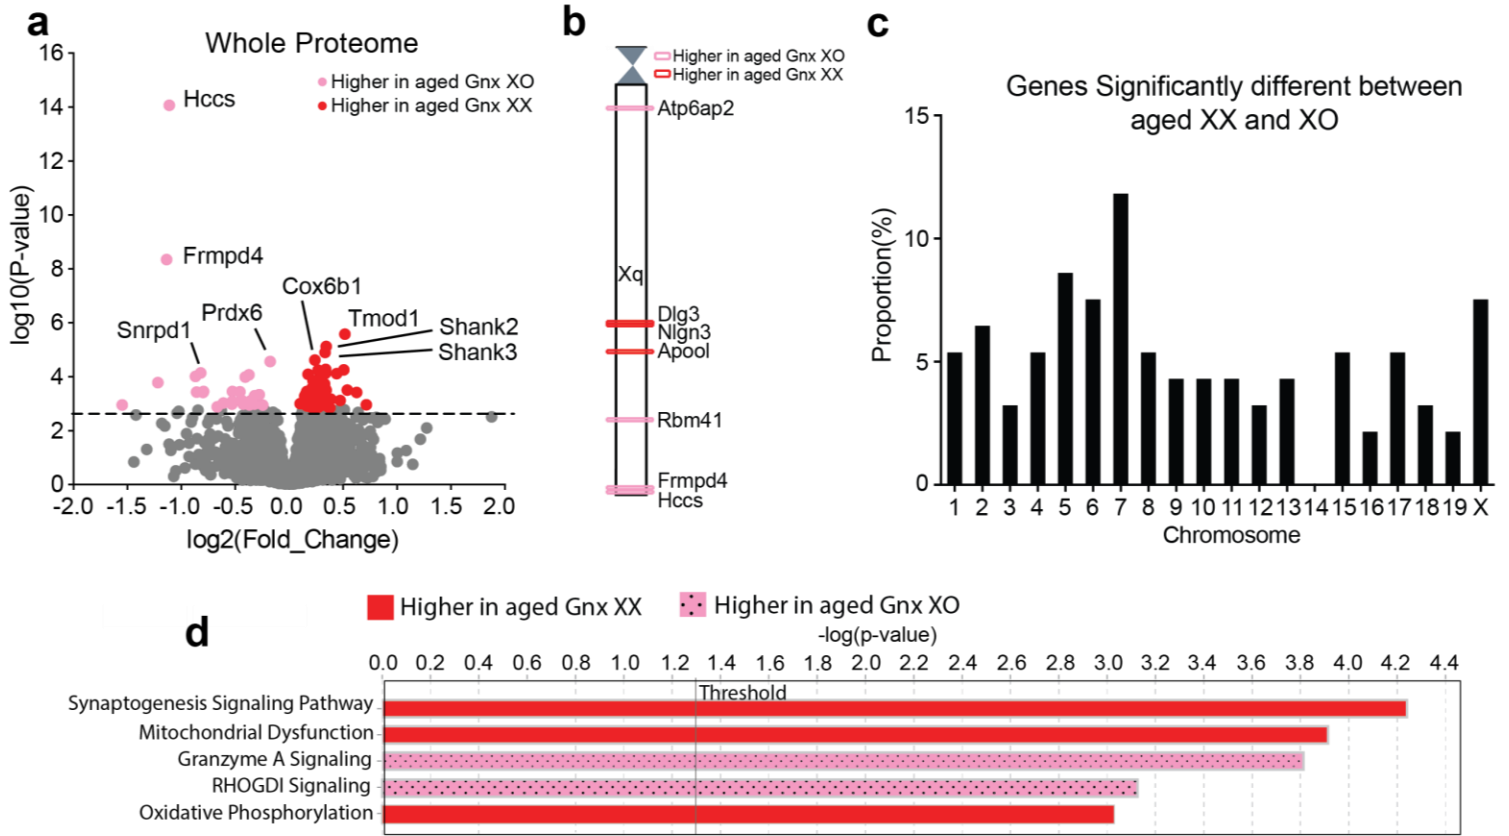 a
Whole Proteome
Higher in aged Gnx XO
Higher in aged Gnx XX
16
14
12
10
8
6
4
2
0
log10(P-value)
Hccs
Frmpd4
Cox6b1
Prdx6
Snrpd1
Tmod1
Shank2
Shank3
-2.0 -1.5 -1.0 -0.5 0.0 0.5 1.0 1.5 2.0
log2(Fold_Change)
b
Higher in aged Gnx XO
Higher in aged Gnx XX
Atp6ap2
Xq
Dlg3
Nlgn3
Apool
Rbm41
Frmpd4
Hccs
c
Genes Significantly different between
aged XX and XO
15
10
5
0
Proportion(%)
1 2 3 4 5 6 7 8 9 10 11 12 13 14 15 16 17 18 19 X
Chromosome
d
Higher in aged Gnx XX
Higher in aged Gnx XO
-log(p-value)
0.0 0.2 0.4 0.6 0.8 1.0 1.2 1.4 1.6 1.8 2.0 2.2 2.4 2.6 2.8 3.0 3.2 3.4 3.6 3.8 4.0 4.2 4.4
Threshold
Synaptogenesis Signaling Pathway
Mitochondrial Dysfunction
Granzyme A Signaling
RHOGDI Signaling
Oxidative Phosphorylation